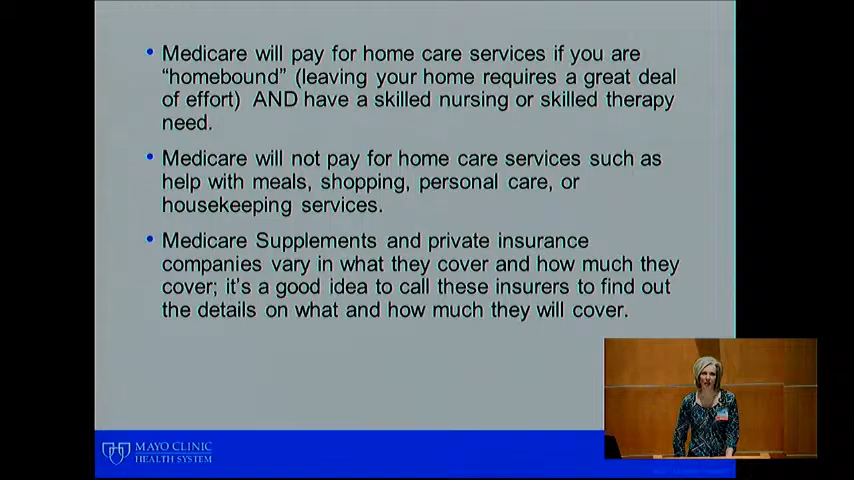 • Medicare will pay for home care services if you are
“homebound” (leaving your home requires a great deal
of effort)  AND have a skilled nursing or skilled therapy
need.
• Medicare will not pay for home care services such as
help with meals, shopping, personal care, or
housekeeping services.
• Medicare Supplements and private insurance
companies vary in what they cover and how much they
cover; it’s a good idea to call these insurers to find out
the details on what and how much they will cover.
MAYO CLINIC
HEALTH SYSTEM